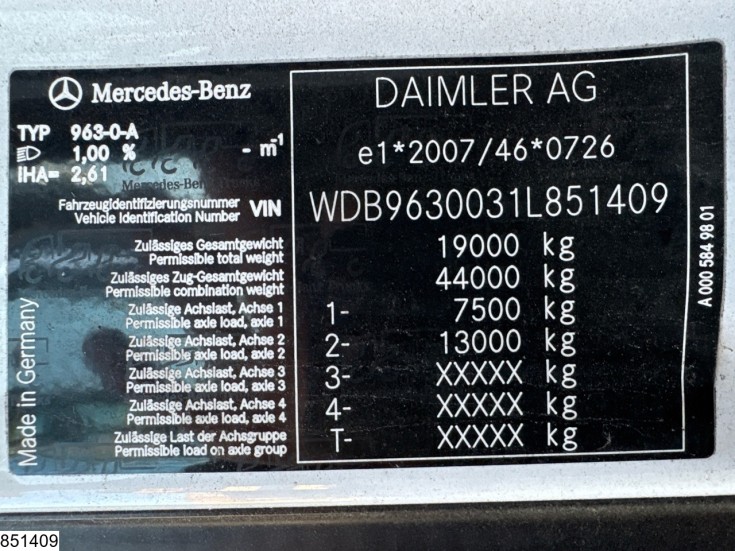 Mercedes-Benz
DAIMLER AG
TYP 963-0-A
1,00 % - m-1
IHA= 2,61
e1*2007/46*0726
Fahrzeugidentifizierungsnummer
Vehicle Identification Number VIN WDB9630031L851409
Zulässiges Gesamtgewicht
Permissible total weight 19000 kg
Zulässiges Zug-Gesamtgewicht
Permissible combination weight 44000 kg
Zulässige Achslast, Achse 1
Permissible axle load, axle 1 1- 7500 kg
Zulässige Achslast, Achse 2
Permissible axle load, axle 2 2- 13000 kg
Zulässige Achslast, Achse 3
Permissible axle load, axle 3 3- XXXXX kg
Zulässige Achslast, Achse 4
Permissible axle load, axle 4 4- XXXXX kg
Zulässige Last der Achsgruppe
Permissible load on axle group T- XXXXX kg
Made in Germany
A 000 584 98 01
851409